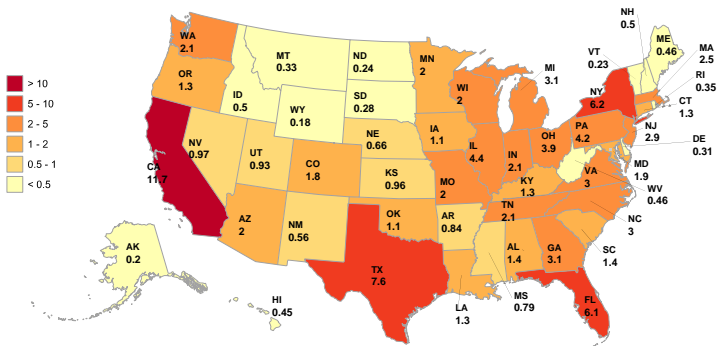 > 10
5 - 10
2 - 5
1 - 2
0.5 - 1
< 0.5
WA
2.1
OR
1.3
CA
11.7
NV
0.97
ID
0.5
MT
0.33
WY
0.18
UT
0.93
CO
1.8
AZ
2
NM
0.56
ND
0.24
SD
0.28
NE
0.66
KS
0.96
OK
1.1
TX
7.6
MN
2
IA
1.1
MO
2
AR
0.84
LA
1.3
WI
2
IL
4.4
MI
3.1
IN
2.1
OH
3.9
KY
1.3
TN
2.1
MS
0.79
AL
1.4
GA
3.1
FL
6.1
SC
1.4
NC
3
VA
3
WV
0.46
MD
1.9
DE
0.31
PA
4.2
NJ
2.9
NY
6.2
CT
1.3
RI
0.35
MA
2.5
VT
0.23
NH
0.5
ME
0.46
AK
0.2
HI
0.45